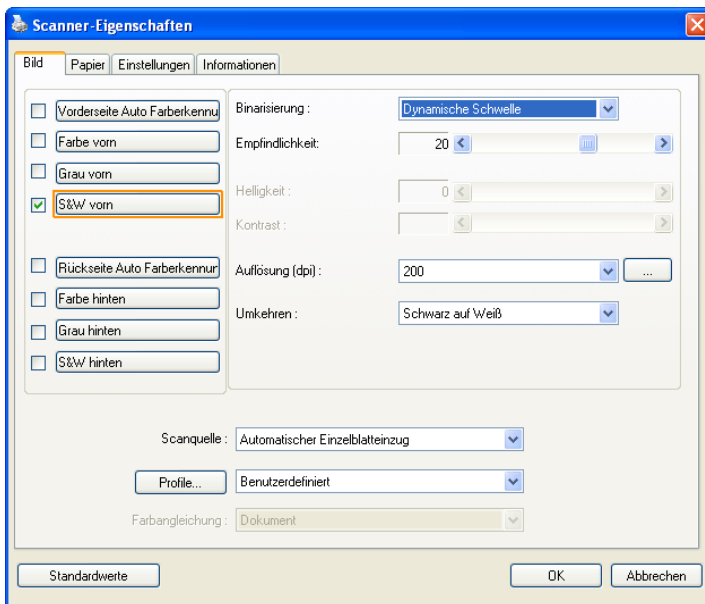 Scanner-Eigenschaften
Bild Papier Einstellungen Informationen
Vorderseite Auto Farberkennu
Farbe vorn
Grau vorn
S&W vorn
Rückseite Auto Farberkennur
Farbe hinten
Grau hinten
S&W hinten
Binarisierung : Dynamische Schwelle
Empfindlichkeit: 20
Helligkeit : 0
Kontrast :
Auflösung (dpi) : 200 ...
Umkehren : Schwarz auf Weiß
Scanquelle : Automatischer Einzelblatteinzug
Profile... Benutzerdefiniert
Farbangleichung : Dokument
Standardwerte OK Abbrechen